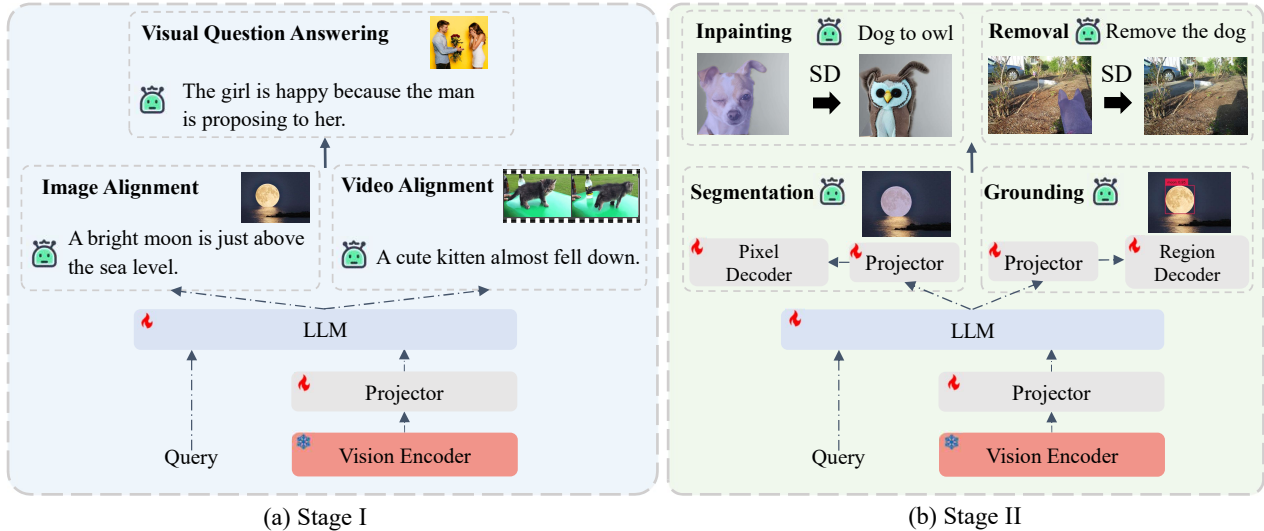 Visual Question Answering
The girl is happy because the man
is proposing to her.
Image Alignment
A bright moon is just above
the sea level.
Video Alignment
A cute kitten almost fell down.
LLM
Projector
Query
Vision Encoder
(a) Stage I
Inpainting
Dog to owl
SD
Removal
Remove the dog
SD
Segmentation
Pixel
Decoder
Projector
Grounding
Projector
Region
Decoder
LLM
Projector
Query
Vision Encoder
(b) Stage II